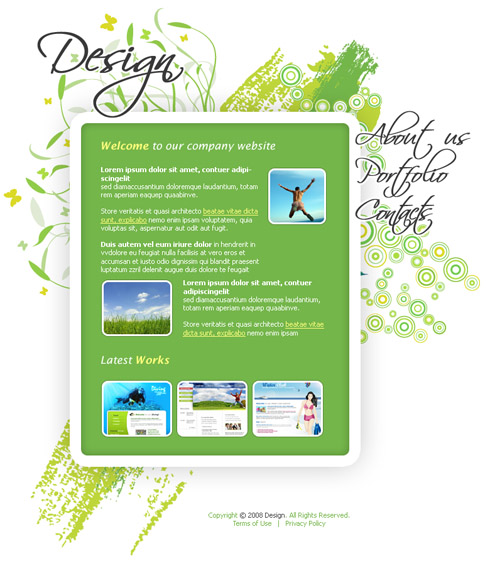 Design
About us
Portfolio
Contacts
Welcome to our company website
Lorem ipsum dolor sit amet, contuer adipi-
scingelit
sed diamaccusantium doloremque laudantium, totam
rem aperiam eaquep quaabinve.
Store veritatis et quasi architecto beatae vitae dicta
sunt, explicabo nemo enim ipsam voluptatem, quia
voluptas sit, aspernatur aut odit aut fugit.
Duis autem vel eum iriure dolor in hendrerit in
vvdolore eu feugiat nulla facilisis at vero eros et
accumsan et iusto odio dignissim qui blandit praesent
luptatum zzril delenit augue duis dolore te feugait
Lorem ipsum dolor sit amet, contuer
adipiscingelit
sed diamaccusantium doloremque laudantium,
totam rem aperiam eaquep quaabinve.
Store veritatis et quasi architecto beatae vitae
dicta sunt, explicabo nemo enim ipsam
Latest Works
Copyright © 2008 Design. All Rights Reserved.
Terms of Use | Privacy Policy